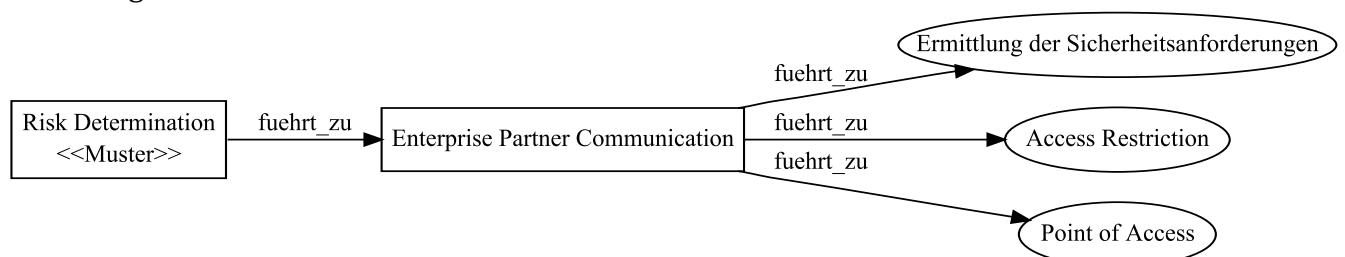 Risk Determination
<<Muster>>
fuehrt_zu
Enterprise Partner Communication
fuehrt_zu
Ermittlung der Sicherheitsanforderungen
fuehrt_zu
Access Restriction
fuehrt_zu
Point of Access